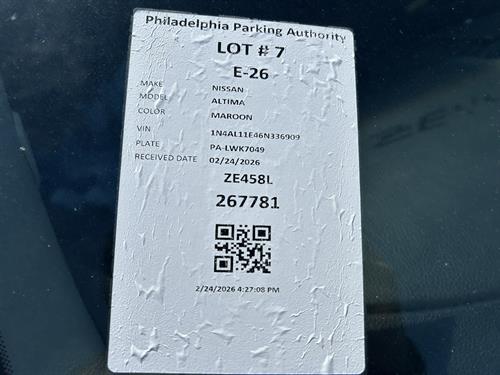 Philadelphia Parking Authority
LOT # 7
E-26
MAKE NISSAN
MODEL ALTIMA
COLOR MAROON
VIN 1N4AL11E46N336909
PLATE PA-LWK7049
RECEIVED DATE 02/24/2026
ZE458L
267781
2/24/2026 4:27:08 PM